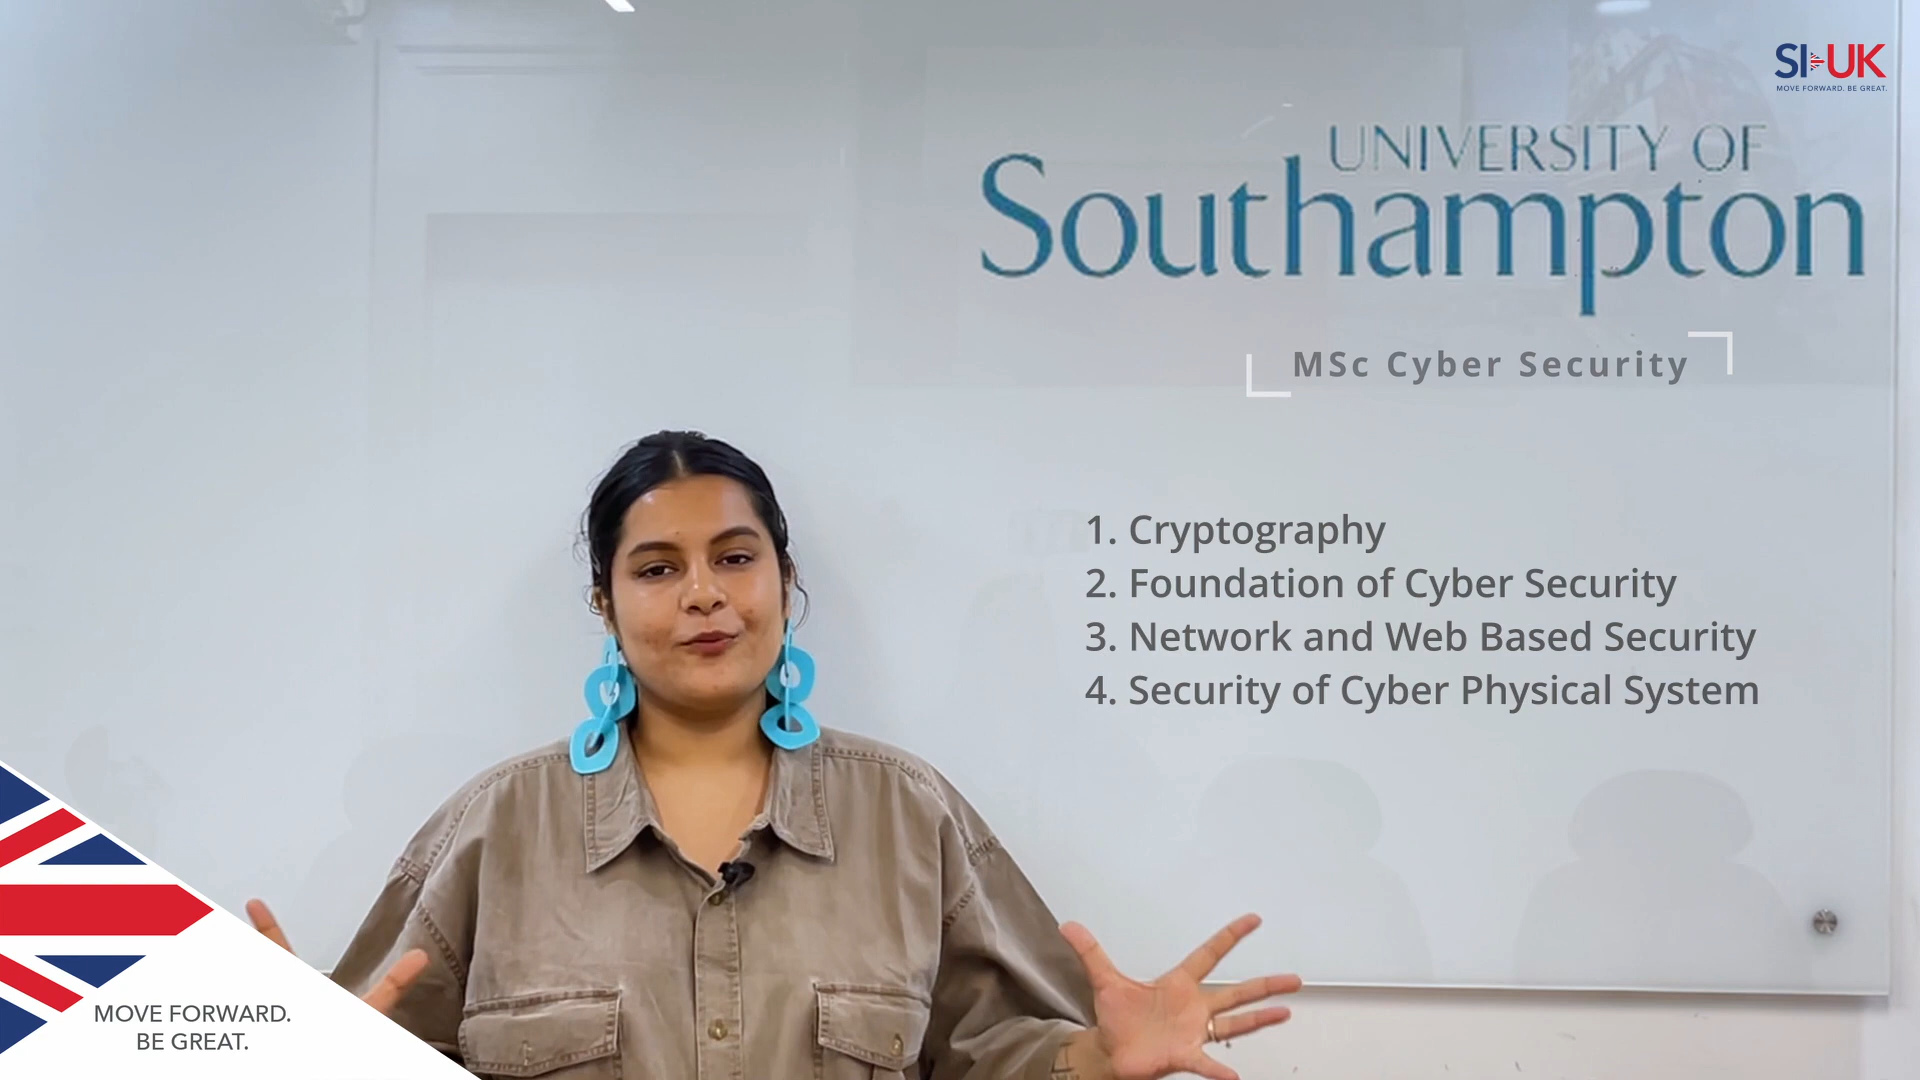 SI-UK
MOVE FORWARD. BE GREAT.
UNIVERSITY OF
Southampton
MSc Cyber Security
1. Cryptography
2. Foundation of Cyber Security
3. Network and Web Based Security
4. Security of Cyber Physical System
MOVE FORWARD.
BE GREAT.